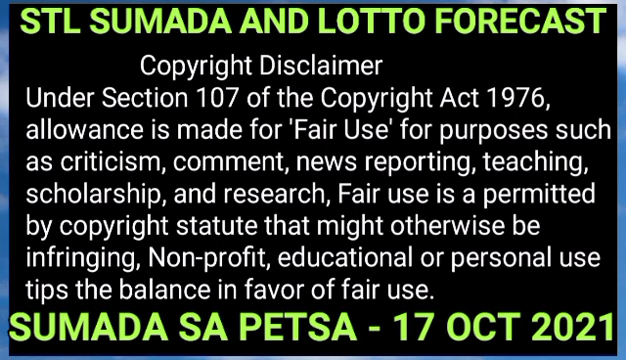 STL SUMADA AND LOTTO FORECAST
Copyright Disclaimer
Under Section 107 of the Copyright Act 1976,
allowance is made for 'Fair Use' for purposes such
as criticism, comment, news reporting, teaching,
scholarship, and research, Fair use is a permitted
by copyright statute that might otherwise be
infringing, Non-profit, educational or personal use
tips the balance in favor of fair use.
SUMADA SA PETSA - 17 OCT 2021